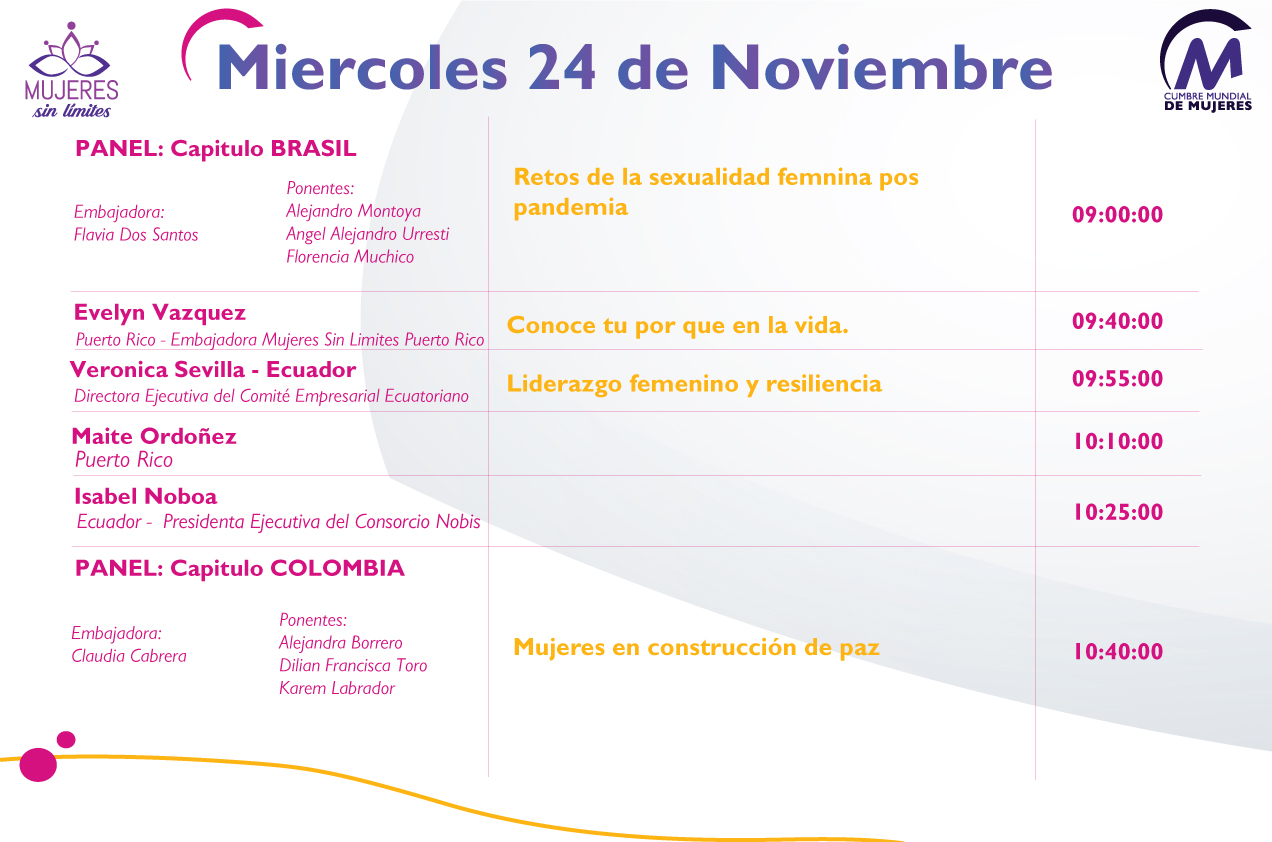 MUJERES
sin límites
Miercoles 24 de Noviembre
CUMBRE MUNDIAL
DE MUJERES
PANEL: Capitulo BRASIL
Embajadora:
Flavia Dos Santos
Ponentes:
Alejandro Montoya
Angel Alejandro Urresti
Florencia Muchico
Retos de la sexualidad femnina pos
pandemia
09:00:00
Evelyn Vazquez
Puerto Rico - Embajadora Mujeres Sin Limites Puerto Rico
Conoce tu por que en la vida.
09:40:00
Veronica Sevilla - Ecuador
Directora Ejecutiva del Comité Empresarial Ecuatoriano
Liderazgo femenino y resiliencia
09:55:00
Maite Ordoñez
Puerto Rico
10:10:00
Isabel Noboa
Ecuador - Presidenta Ejecutiva del Consorcio Nobis
10:25:00
PANEL: Capitulo COLOMBIA
Embajadora:
Claudia Cabrera
Ponentes:
Alejandra Borrero
Dilian Francisca Toro
Karem Labrador
Mujeres en construcción de paz
10:40:00